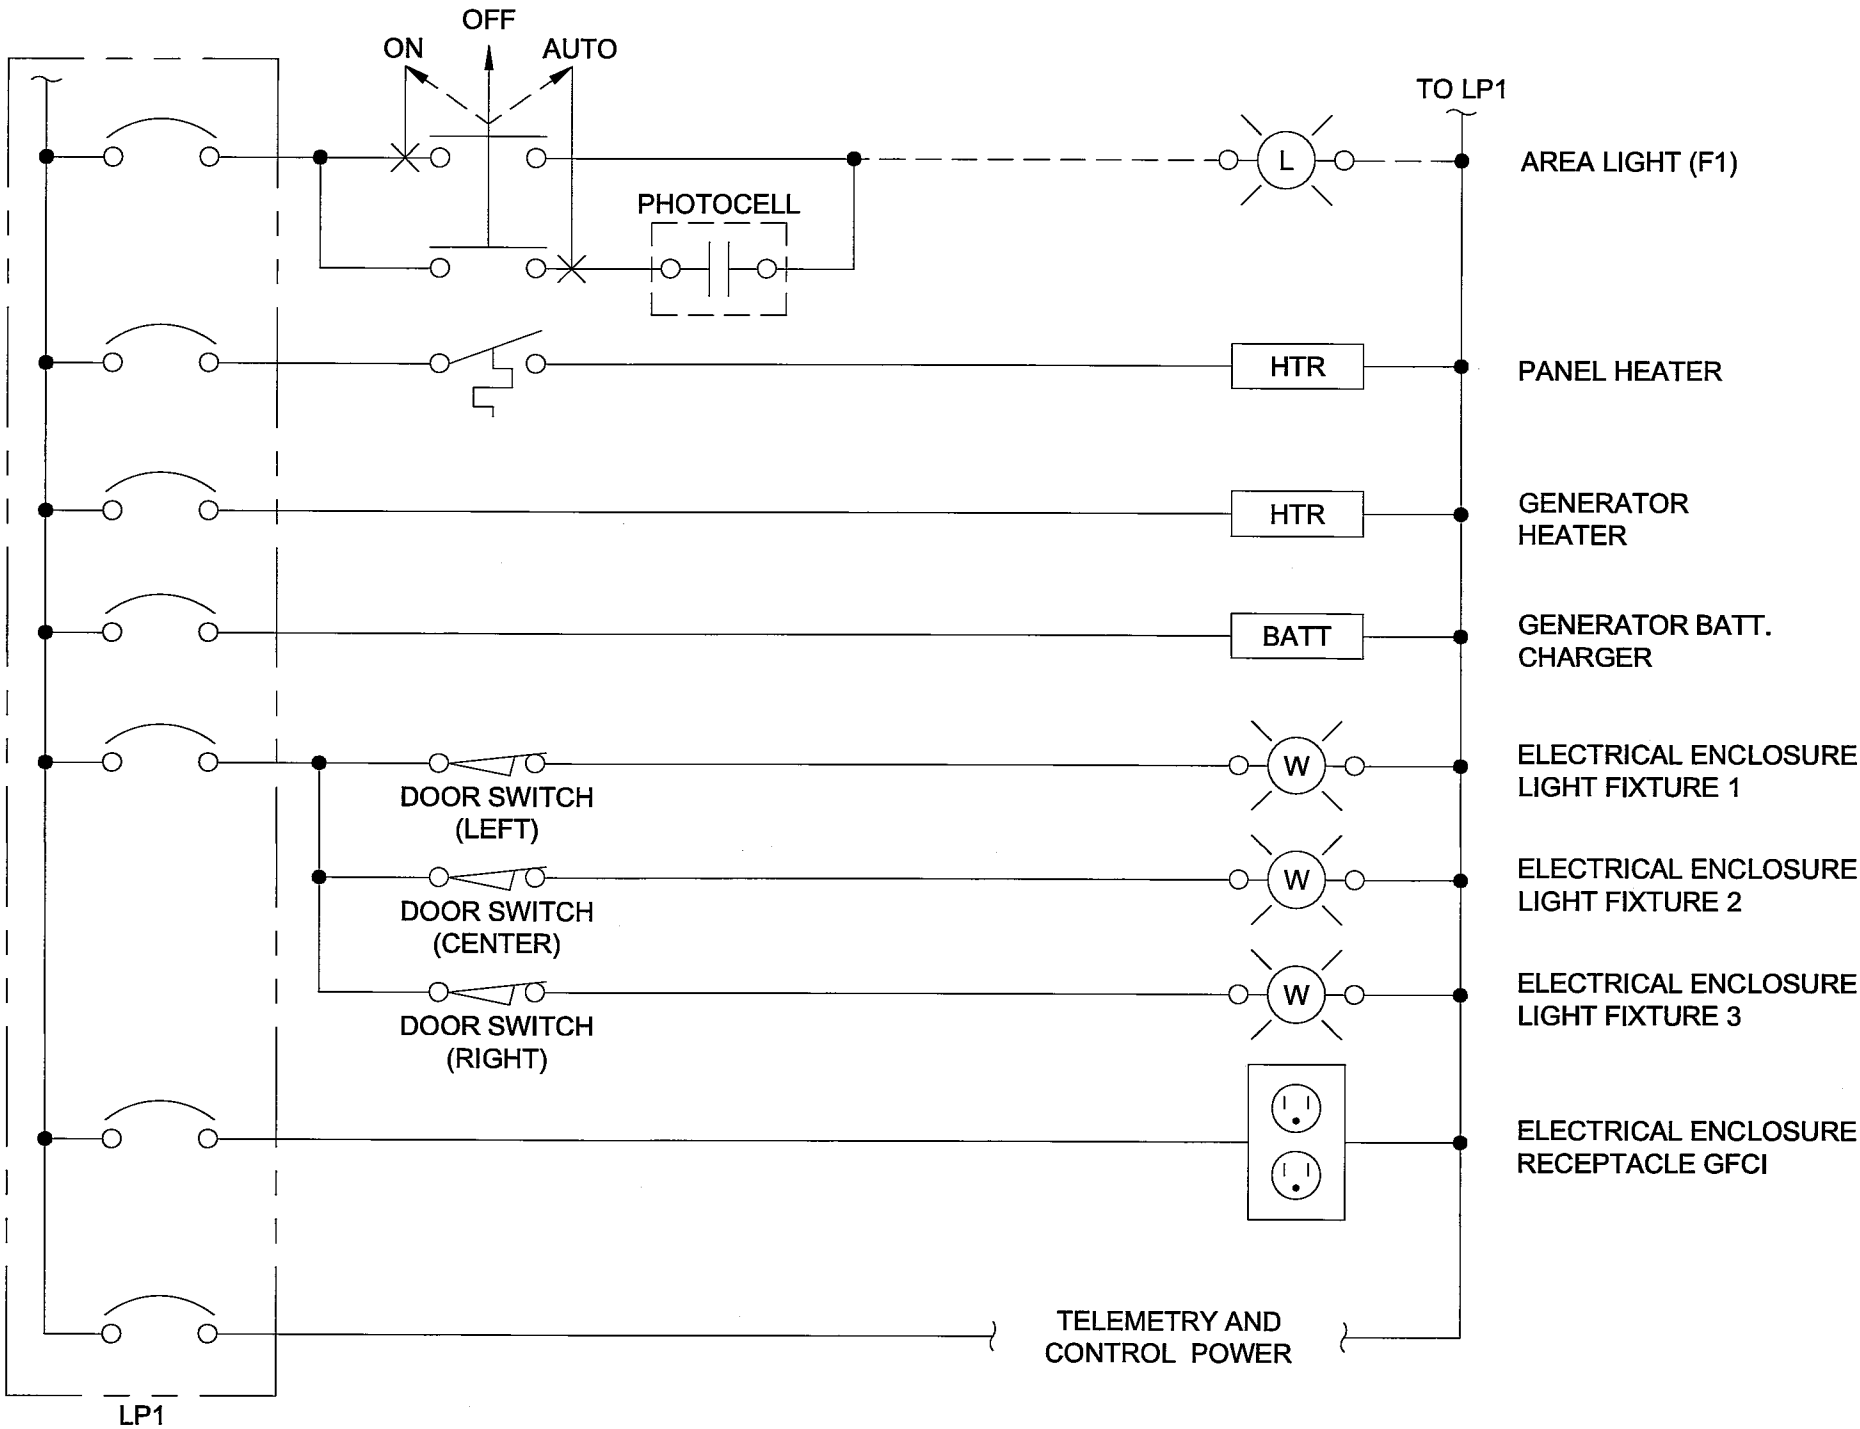 OFF
ON
AUTO
TO LP1
L
AREA LIGHT (F1)
PHOTOCELL
HTR
PANEL HEATER
HTR
GENERATOR
HEATER
BATT
GENERATOR BATT.
CHARGER
DOOR SWITCH
(LEFT)
W
ELECTRICAL ENCLOSURE
LIGHT FIXTURE 1
DOOR SWITCH
(CENTER)
W
ELECTRICAL ENCLOSURE
LIGHT FIXTURE 2
DOOR SWITCH
(RIGHT)
W
ELECTRICAL ENCLOSURE
LIGHT FIXTURE 3
ELECTRICAL ENCLOSURE
RECEPTACLE GFCI
TELEMETRY AND
CONTROL POWER
LP1